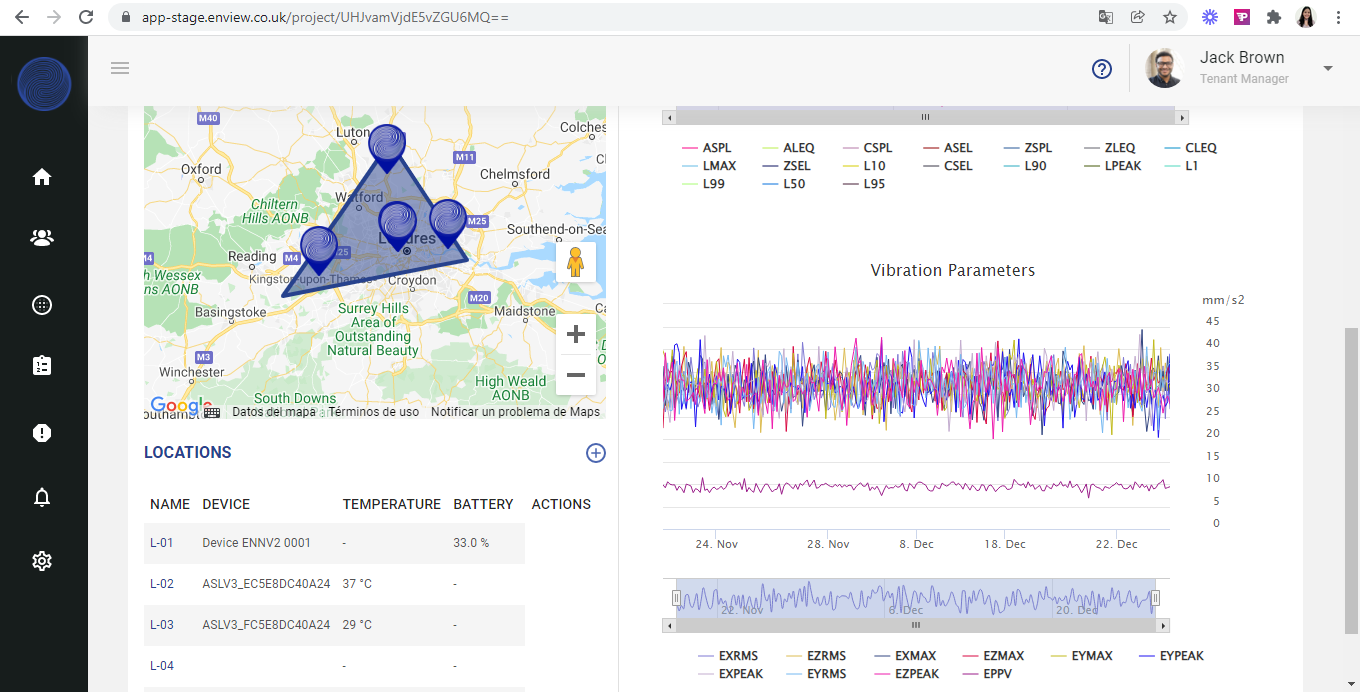 app-stage.enview.co.uk/project/UHJvamVjdE5vZGU6MQ==
Jack Brown
Tenant Manager
M40
Luton
Colches
M11
Oxford
Chelmsford
Chiltern
Hills AONB
Watford
M25
Southend-on-Sea
Reading
M4
25
M4
h Wessex
ns AONB
Kingston-upon-Thames
Croydon
M20
Basingstoke
Surrey Hills
Area of
Outstanding
Natural Beauty
Maidstone
Ca
M3
Winchester
High Weald
AONB
South Downs
Google
Datos del mapa
Términos de uso
Notificar un problema de Maps
LOCATIONS
NAME DEVICE TEMPERATURE BATTERY ACTIONS
L-01 Device ENNV2 0001 - 33.0 %
L-02 ASLV3_EC5E8DC40A24 37 °C -
L-03 ASLV3_FC5E8DC40A24 29 °C -
L-04 - -
ASPL ALEQ CSPL ASEL ZSPL ZLEQ CLEQ
LMAX ZSEL L10 CSEL L90 LPEAK L1
L99 L50 L95
Vibration Parameters
mm/s2
45
40
35
30
25
20
15
10
5
0
24. Nov 28. Nov 8. Dec 18. Dec 22. Dec
22. Nov 6. Dec 20. Dec
EXRMS EZRMS EXMAX EZMAX EYMAX EYPEAK
EXPEAK EYRMS EZPEAK EPPV